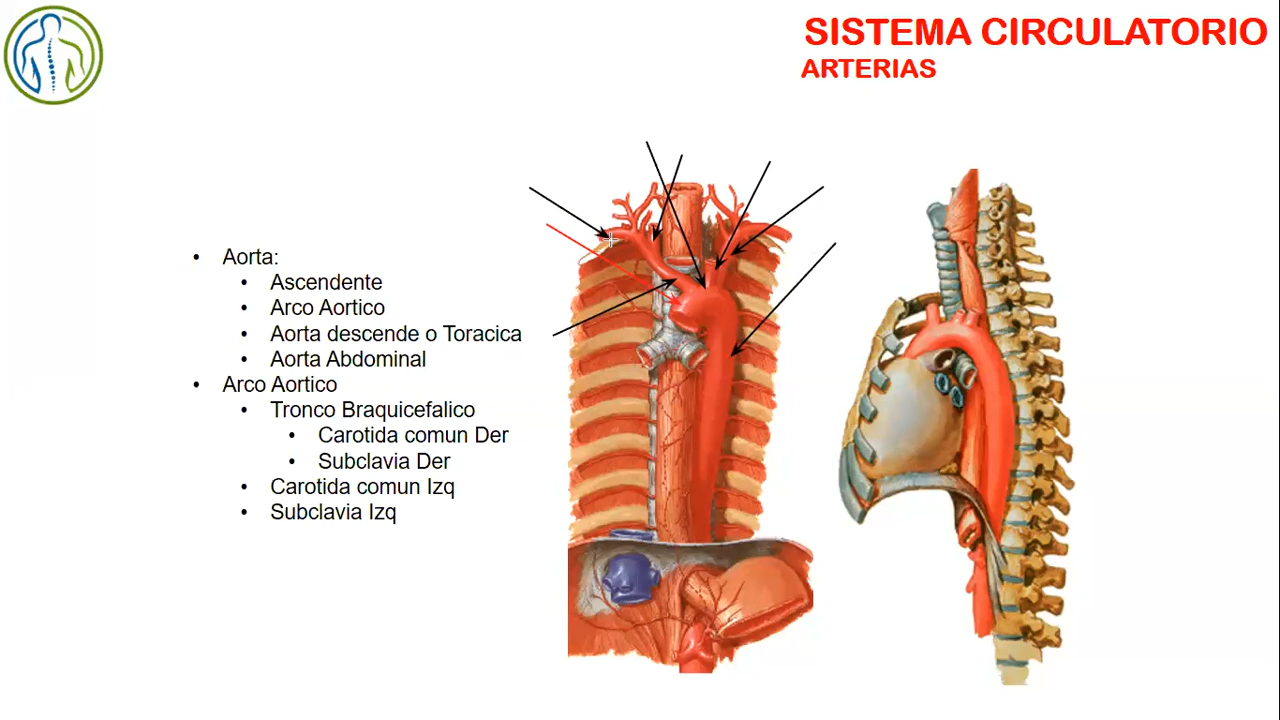 SISTEMA CIRCULATORIO
ARTERIAS
• Aorta:
• Ascendente
• Arco Aortico
• Aorta descende o Toracica
• Aorta Abdominal
• Arco Aortico
• Tronco Braquicefalico
• Carotida comun Der
• Subclavia Der
• Carotida comun Izq
• Subclavia Izq